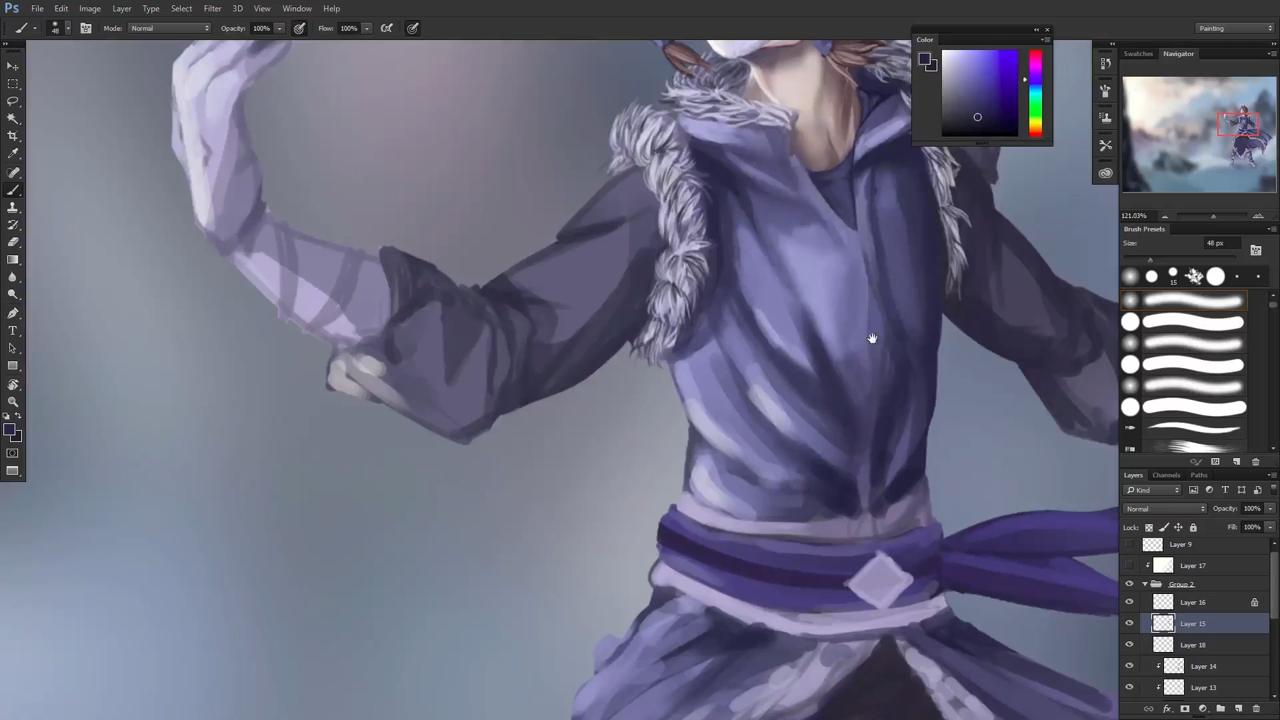 Ps File Edit Image Layer Type Select Filter 3D View Window Help
48 Mode: Normal Opacity: 100% Flow: 100% Painting
Color
Swatches Navigator
121.03%
Brush Presets
Size: 48 px
15
Layers Channels Paths
Kind
Normal Opacity: 100%
Lock: Fill: 100%
Layer 9
Layer 17
Group 2
Layer 16
Layer 15
Layer 18
Layer 14
Layer 13